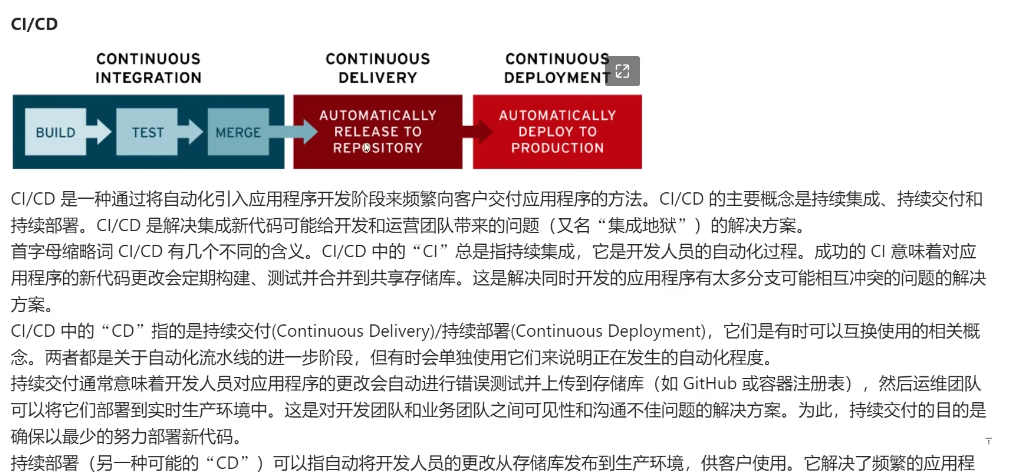 CI/CD
CONTINUOUS
INTEGRATION
CONTINUOUS
DELIVERY
CONTINUOUS
DEPLOYMENT
BUILD
TEST
MERGE
AUTOMATICALLY
RELEASE TO
REPOSITORY
AUTOMATICALLY
DEPLOY TO
PRODUCTION
CI/CD 是一种通过将自动化引入应用程序开发阶段来频繁向客户交付应用程序的方法。CI/CD 的主要概念是持续集成、持续交付和
持续部署。CI/CD 是解决集成新代码可能给开发和运营团队带来的问题（又名“集成地狱”）的解决方案。
首字母缩略词 CI/CD 有几个不同的含义。CI/CD 中的“CI”总是指持续集成，它是开发人员的自动化过程。成功的 CI 意味着对应
用程序的新代码更改会定期构建、测试并合并到共享存储库。这是解决同时开发的应用程序有太多分支可能相互冲突的问题的解决
方案。
CI/CD 中的“CD”指的是持续交付(Continuous Delivery)/持续部署(Continuous Deployment)，它们是有时可以互换使用的相关概
念。两者都是关于自动化流水线的进一步阶段，但有时会单独使用它们来说明正在发生的自动化程度。
持续交付通常意味着开发人员对应用程序的更改会自动进行错误测试并上传到存储库（如 GitHub 或容器注册表），然后运维团队
可以将它们部署到实时生产环境中。这是对开发团队和业务团队之间可见性和沟通不佳问题的解决方案。为此，持续交付的目的是
确保以最少的努力部署新代码。
持续部署（另一种可能的“CD”）可以指自动将开发人员的更改从存储库发布到生产环境，供客户使用。它解决了频繁的应用程